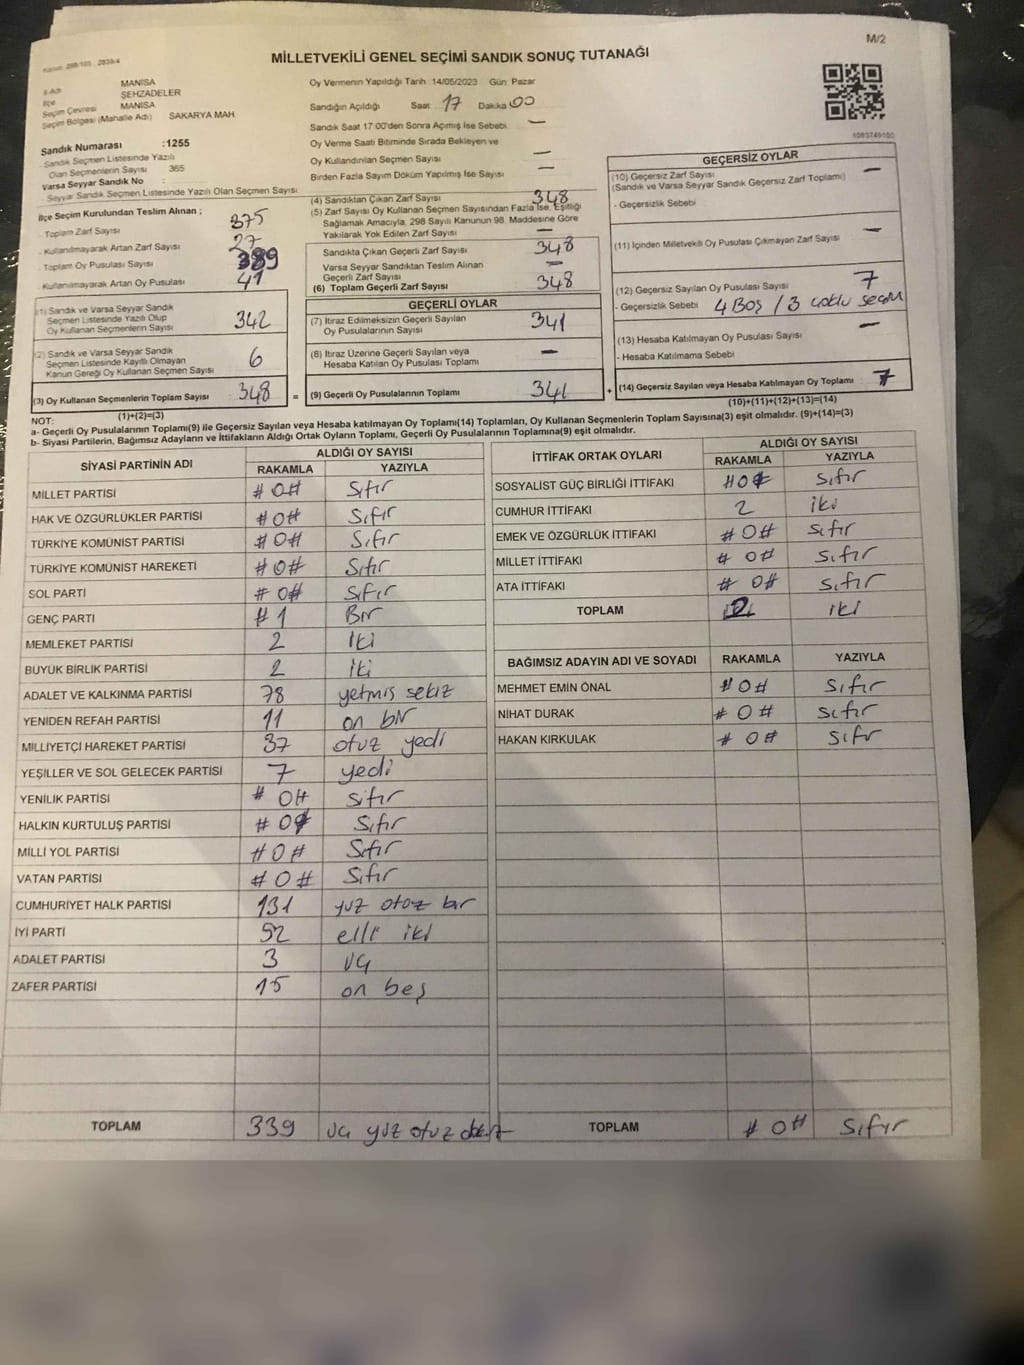 M/2
MİLLETVEKİLİ GENEL SEÇİMİ SANDIK SONUÇ TUTANAĞI
İl Adı MANİSA
İlçe ŞEHZADELER
Seçim Çevresi MANİSA
Seçim Bölgesi (Mahalle Adı) SAKARYA MAH
Sandık Numarası :1255
Sandık Seçmen Listesinde Yazılı
Olan Seçmenlerin Sayısı 365
Varsa Seyyar Sandık No :
Seyyar Sandık Seçmen Listesinde Yazılı Olan Seçmen Sayısı
İlçe Seçim Kurulundan Teslim Alınan ;
- Toplam Zarf Sayısı 375
- Kullanılmayarak Artan Zarf Sayısı 27
- Toplam Oy Pusulası Sayısı 389
- Kullanılmayarak Artan Oy Pusulası 41
(1) Sandık ve Varsa Seyyar Sandık
Seçmen Listesinde Yazılı Olup
Oy Kullanan Seçmenlerin Sayısı 342
(2) Sandık ve Varsa Seyyar Sandık
Seçmen Listesinde Kayıtlı Olmayan
Kanun Gereği Oy Kullanan Seçmen Sayısı 6
(3) Oy Kullanan Seçmenlerin Toplam Sayısı 348 =
(1)+(2)=(3)
Oy Vermenin Yapıldığı Tarih :14/05/2023 Gün: Pazar
Sandığın Açıldığı Saat 17 Dakika 00
Sandık Saat 17:00'den Sonra Açımış İse Sebebi —
Oy Verme Saati Bitiminde Sırada Bekleyen ve
Oy Kullandırılan Seçmen Sayısı —
Birden Fazla Sayım Döküm Yapılmış İse Sayısı —
(4) Sandıktan Çıkan Zarf Sayısı 348
(5) Zarf Sayısı Oy Kullanan Seçmen Sayısından Fazla İse, Eşitliği
Sağlamak Amacıyla, 298 Sayılı Kanunun 98. Maddesine Göre
Yakılarak Yok Edilen Zarf Sayısı —
Sandıkta Çıkan Geçerli Zarf Sayısı 348
Varsa Seyyar Sandıktan Teslim Alınan
Geçerli Zarf Sayısı —
(6) Toplam Geçerli Zarf Sayısı 348
GEÇERLİ OYLAR
(7) İtiraz Edilmeksizin Geçerli Sayılan
Oy Pusulalarının Sayısı 341
(8) İtiraz Üzerine Geçerli Sayılan veya
Hesaba Katılan Oy Pusulası Toplamı —
(9) Geçerli Oy Pusulalarının Toplamı 341 +
1083749100
GEÇERSİZ OYLAR
(10) Geçersiz Zarf Sayısı —
(Sandık ve Varsa Seyyar Sandık Geçersiz Zarf Toplamı)
- Geçersizlik Sebebi
(11) İçinden Milletvekili Oy Pusulası Çıkmayan Zarf Sayısı —
(12) Geçersiz Sayılan Oy Pusulası Sayısı 7
- Geçersizlik Sebebi 4 Boş / 3 çoklu seçim
(13) Hesaba Katılmayan Oy Pusulası Sayısı —
- Hesaba Katılmama Sebebi
(14) Geçersiz Sayılan veya Hesaba Katılmayan Oy Toplamı 7
(10)+(11)+(12)+(13)=(14)
NOT:
a- Geçerli Oy Pusulalarının Toplamı(9) ile Geçersiz Sayılan veya Hesaba Katılmayan Oy Toplamı(14) Toplamları, Oy Kullanan Seçmenlerin Toplam Sayısına(3) eşit olmalıdır. (9)+(14)=(3)
b- Siyasi Partilerin, Bağımsız Adayların ve İttifakların Aldığı Ortak Oyların Toplamı, Geçerli Oy Pusulalarının Toplamına(9) eşit olmalıdır.
SİYASİ PARTİNİN ADI ALDIĞI OY SAYISI
RAKAMLA YAZIYLA
MİLLET PARTİSİ #0# Sıfır
HAK VE ÖZGÜRLÜKLER PARTİSİ #0# Sıfır
TÜRKİYE KOMÜNİST PARTİSİ #0# Sıfır
TÜRKİYE KOMÜNİST HAREKETİ #0# Sıfır
SOL PARTİ #0# Sıfır
GENÇ PARTİ #1 Bir
MEMLEKET PARTİSİ 2 İki
BÜYÜK BİRLİK PARTİSİ 2 İki
ADALET VE KALKINMA PARTİSİ 78 yetmiş sekiz
YENİDEN REFAH PARTİSİ 11 on bir
MİLLİYETÇİ HAREKET PARTİSİ 37 otuz yedi
YEŞİLLER VE SOL GELECEK PARTİSİ 7 yedi
YENİLİK PARTİSİ #0# sıfır
HALKIN KURTULUŞ PARTİSİ #0# Sıfır
MİLLİ YOL PARTİSİ #0# Sıfır
VATAN PARTİSİ #0# Sıfır
CUMHURİYET HALK PARTİSİ 131 yuz otuz bir
İYİ PARTİ 52 elli iki
ADALET PARTİSİ 3 üç
ZAFER PARTİSİ 15 on beş
TOPLAM 339 üç yüz otuz dokuz
İTTİFAK ORTAK OYLARI ALDIĞI OY SAYISI
RAKAMLA YAZIYLA
SOSYALİST GÜÇ BİRLİĞİ İTTİFAKI #0# Sıfır
CUMHUR İTTİFAKI 2 iki
EMEK VE ÖZGÜRLÜK İTTİFAKI #0# Sıfır
MİLLET İTTİFAKI #0# Sıfır
ATA İTTİFAKI #0# Sıfır
TOPLAM 2 iki
BAĞIMSIZ ADAYIN ADI VE SOYADI RAKAMLA YAZIYLA
MEHMET EMİN ÖNAL #0# Sıfır
NİHAT DURAK #0# Sıfır
HAKAN KIRKULAK #0# Sıfır
TOPLAM #0# Sıfır